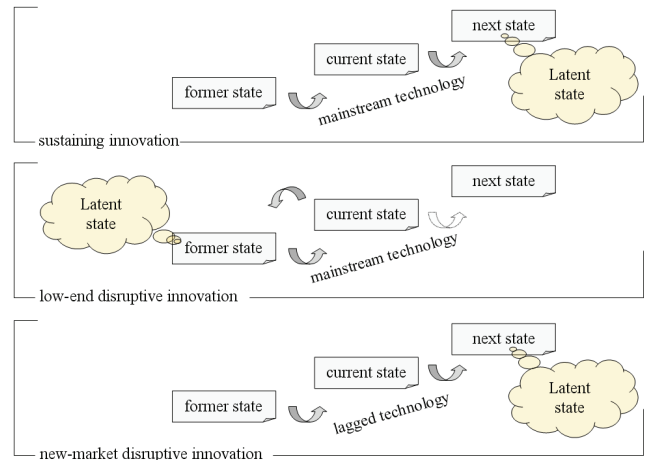 next state
current state
former state
mainstream technology
Latent
state
sustaining innovation
next state
Latent
state
current state
former state
mainstream technology
low-end disruptive innovation
next state
current state
former state
lagged technology
Latent
state
new-market disruptive innovation